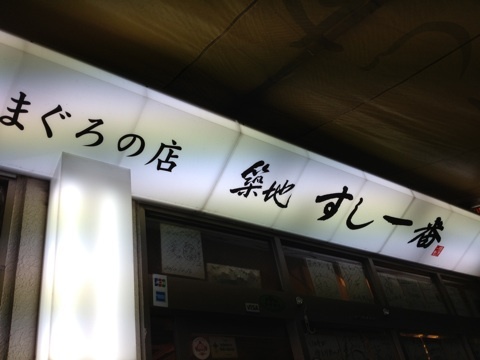 まぐろの店 築地 すし一番